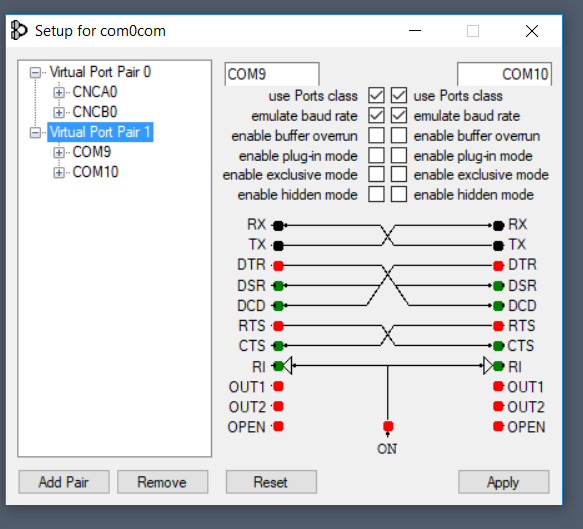 Setup for com0com
Virtual Port Pair 0
CNCA0
CNCB0
Virtual Port Pair 1
COM9
COM10
COM9 COM10
use Ports class use Ports class
emulate baud rate emulate baud rate
enable buffer overrun enable buffer overrun
enable plug-in mode enable plug-in mode
enable exclusive mode enable exclusive mode
enable hidden mode enable hidden mode
RX RX
TX TX
DTR DTR
DSR DSR
DCD DCD
RTS RTS
CTS CTS
RI RI
OUT1 OUT1
OUT2 OUT2
OPEN OPEN
ON
Add Pair Remove Reset Apply